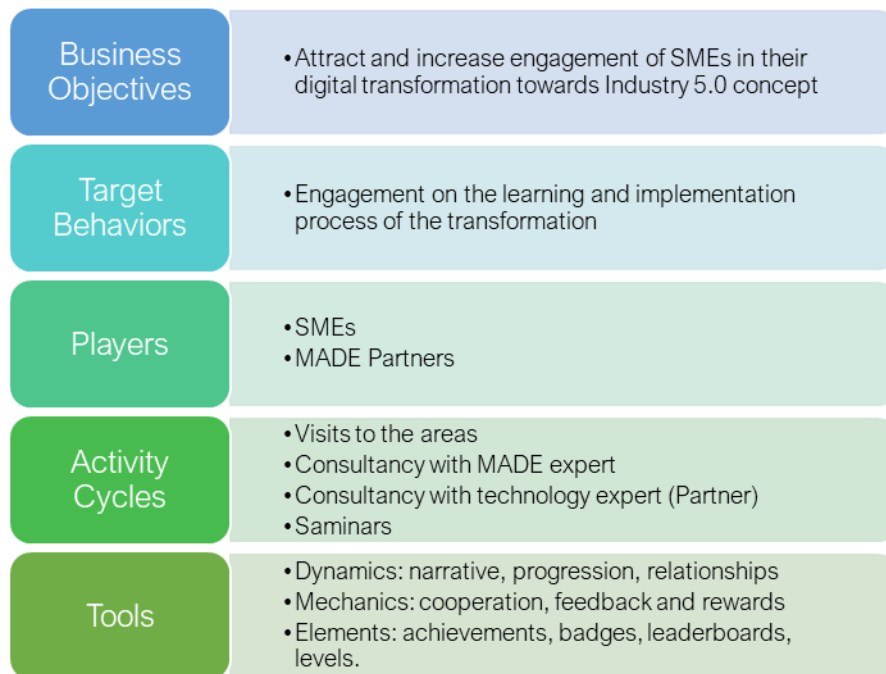 Business
Objectives
•Attract and increase engagement of SMEs in their
digital transformation towards Industry 5.0 concept
Target
Behaviors
•Engagement on the learning and implementation
process of the transformation
Players
•SMEs
•MADE Partners
Activity
Cycles
•Visits to the areas
•Consultancy with MADE expert
•Consultancy with technology expert (Partner)
•Saminars
Tools
•Dynamics: narrative, progression, relationships
•Mechanics: cooperation, feedback and rewards
•Elements: achievements, badges, leaderboards,
levels.